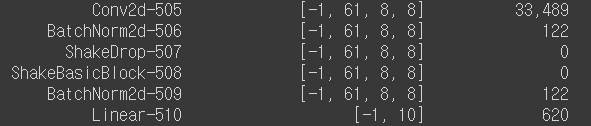 Conv2d-505 [-1, 61, 8, 8] 33,489
BatchNorm2d-506 [-1, 61, 8, 8] 122
ShakeDrop-507 [-1, 61, 8, 8] 0
ShakeBasicBlock-508 [-1, 61, 8, 8] 0
BatchNorm2d-509 [-1, 61, 8, 8] 122
Linear-510 [-1, 10] 620